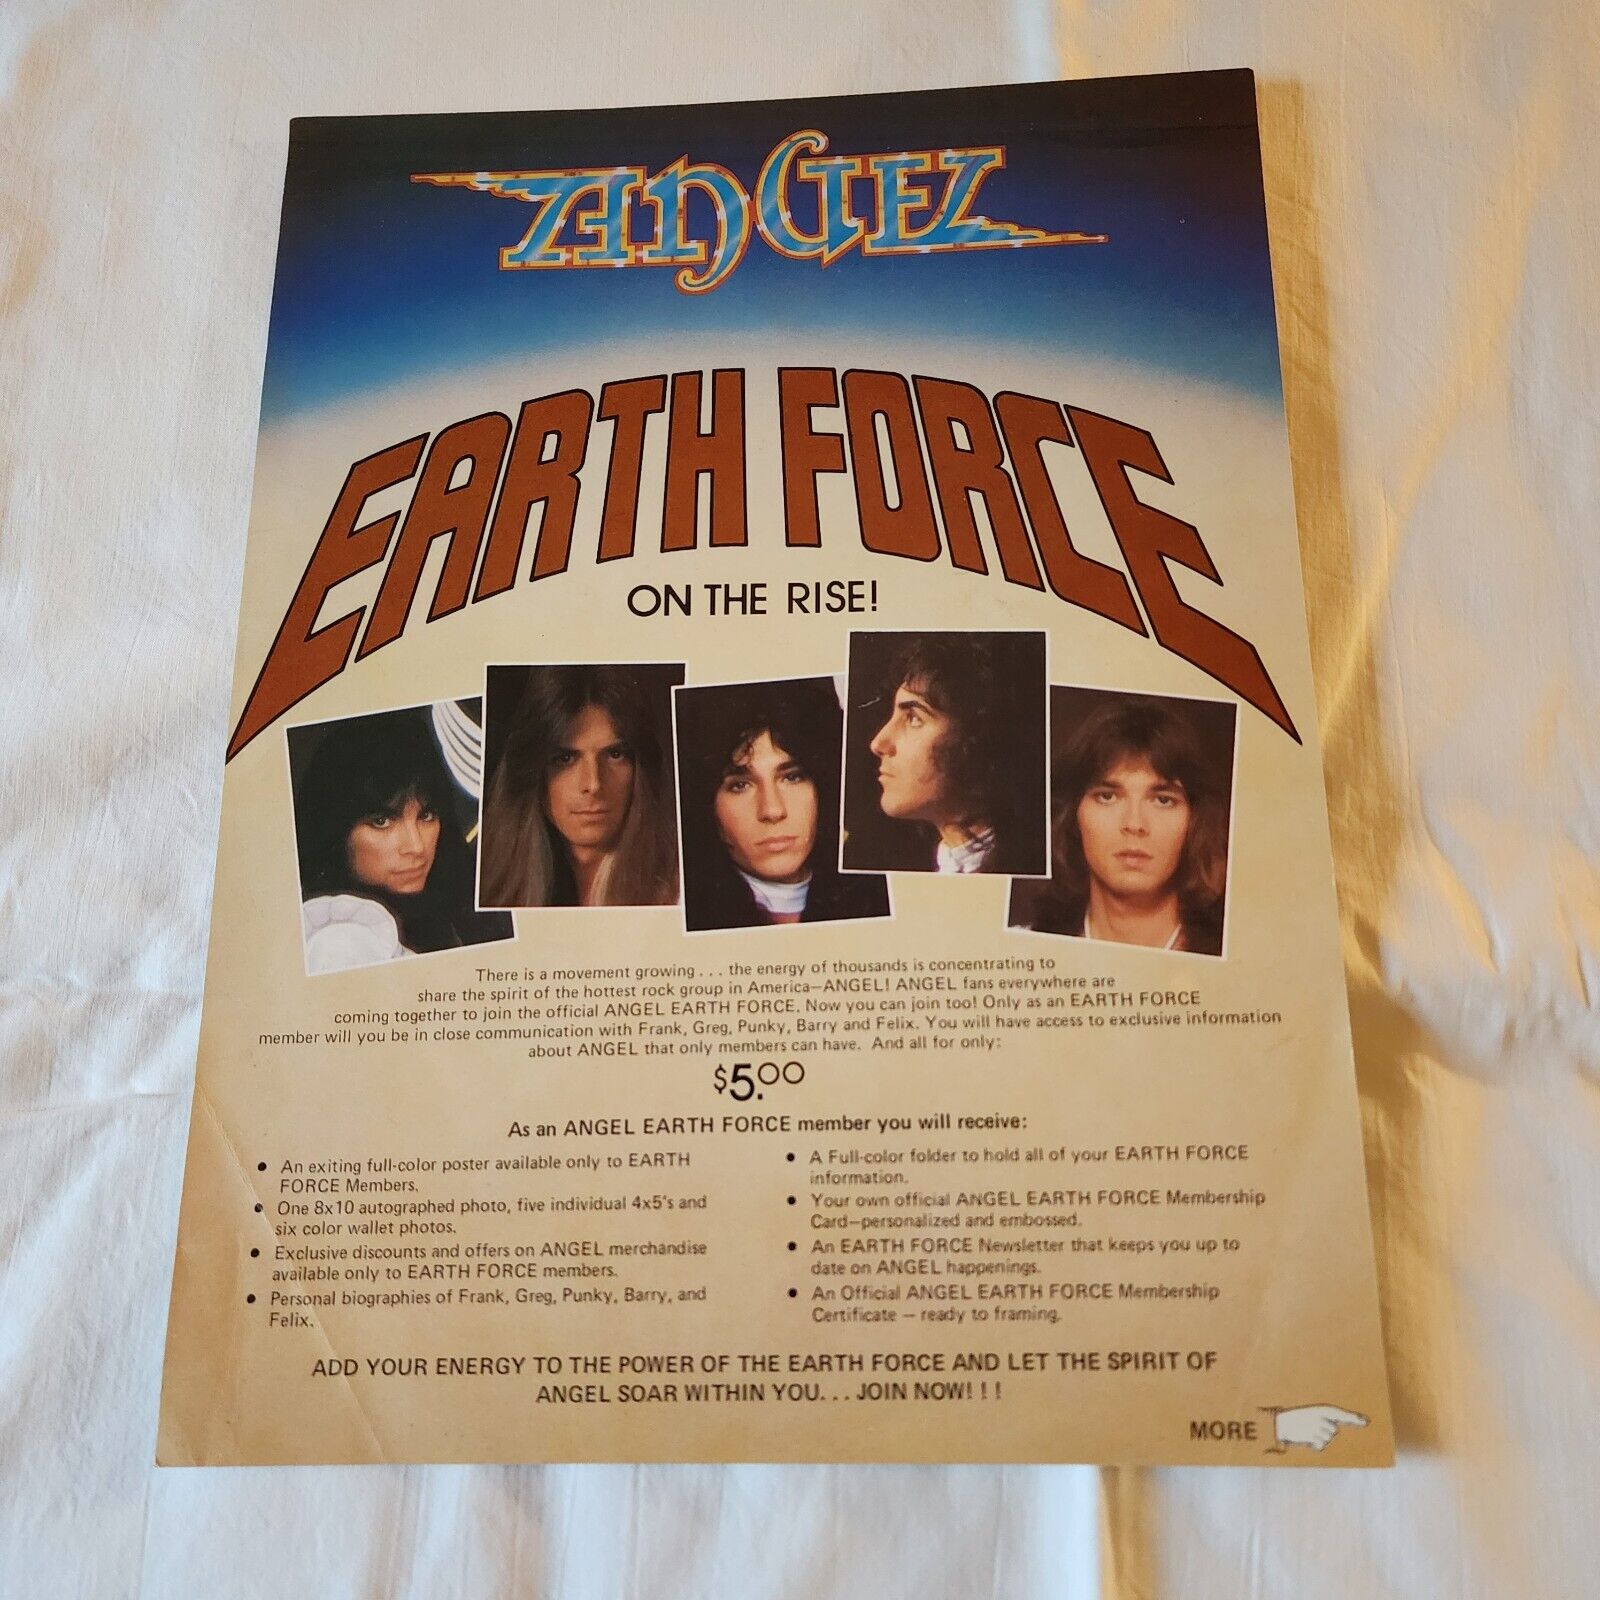 ANGEL
EARTH FORCE
ON THE RISE!
There is a movement growing . . . the energy of thousands is concentrating to
share the spirit of the hottest rock group in America—ANGEL! ANGEL fans everywhere are
coming together to join the official ANGEL EARTH FORCE. Now you can join too! Only as an EARTH FORCE
member will you be in close communication with Frank, Greg, Punky, Barry and Felix. You will have access to exclusive information
about ANGEL that only members can have. And all for only:
$5.00
As an ANGEL EARTH FORCE member you will receive:
• An exiting full-color poster available only to EARTH
FORCE Members.
• One 8x10 autographed photo, five individual 4x5's and
six color wallet photos.
• Exclusive discounts and offers on ANGEL merchandise
available only to EARTH FORCE members.
• Personal biographies of Frank, Greg, Punky, Barry, and
Felix.
• A Full-color folder to hold all of your EARTH FORCE
information.
• Your own official ANGEL EARTH FORCE Membership
Card—personalized and embossed.
• An EARTH FORCE Newsletter that keeps you up to
date on ANGEL happenings.
• An Official ANGEL EARTH FORCE Membership
Certificate — ready to framing.
ADD YOUR ENERGY TO THE POWER OF THE EARTH FORCE AND LET THE SPIRIT OF
ANGEL SOAR WITHIN YOU. . . JOIN NOW! ! !
MORE